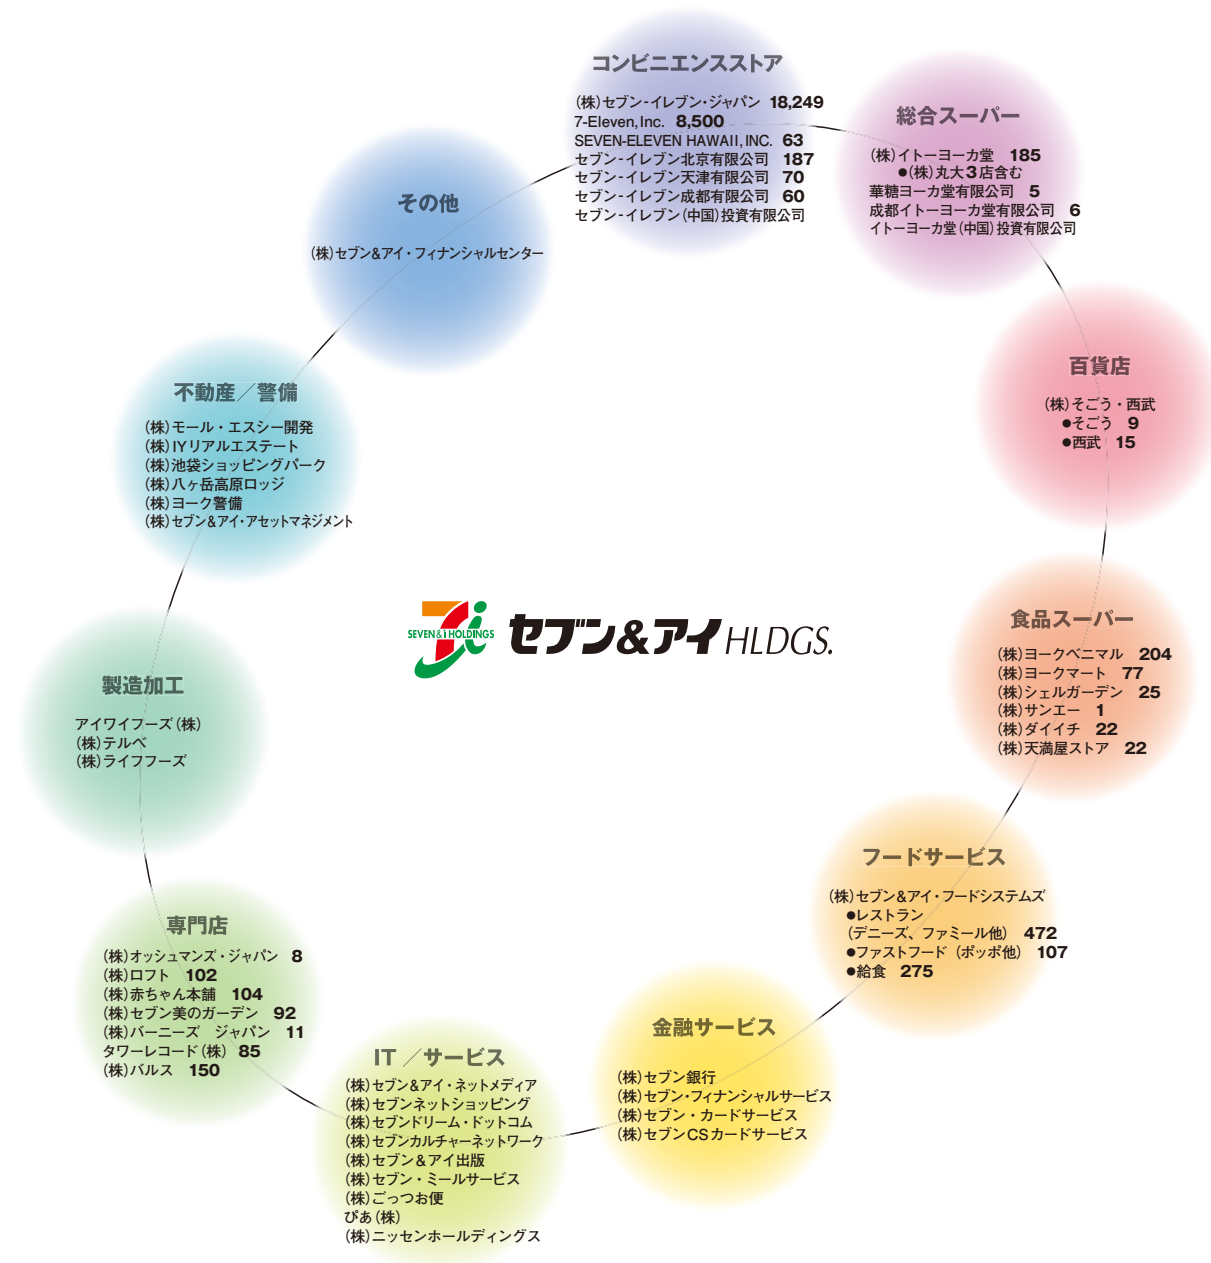 コンビニエンスストア
(株)セブン‐イレブン・ジャパン 18,249
7-Eleven, Inc. 8,500
SEVEN-ELEVEN HAWAII, INC. 63
セブン‐イレブン北京有限公司 187
セブン‐イレブン天津有限公司 70
セブン‐イレブン成都有限公司 60
セブン‐イレブン(中国)投資有限公司
総合スーパー
(株)イトーヨーカ堂 185
●(株)丸大3店含む
華糖ヨーカ堂有限公司 5
成都イトーヨーカ堂有限公司 6
イトーヨーカ堂(中国)投資有限公司
百貨店
(株)そごう・西武
●そごう 9
●西武 15
食品スーパー
(株)ヨークベニマル 204
(株)ヨークマート 77
(株)シェルガーデン 25
(株)サンエー 1
(株)ダイイチ 22
(株)天満屋ストア 22
フードサービス
(株)セブン&アイ・フードシステムズ
●レストラン
(デニーズ、ファミール他) 472
●ファストフード(ポッポ他) 107
●給食 275
金融サービス
(株)セブン銀行
(株)セブン・フィナンシャルサービス
(株)セブン・カードサービス
(株)セブンCSカードサービス
IT/サービス
(株)セブン&アイ・ネットメディア
(株)セブンネットショッピング
(株)セブンドリーム・ドットコム
(株)セブンカルチャーネットワーク
(株)セブン&アイ出版
(株)セブン・ミールサービス
(株)ごっつお便
ぴあ(株)
(株)ニッセンホールディングス
専門店
(株)オッシュマンズ・ジャパン 8
(株)ロフト 102
(株)赤ちゃん本舗 104
(株)セブン美のガーデン 92
(株)バーニーズ ジャパン 11
タワーレコード(株) 85
(株)バルス 150
製造加工
アイワイフーズ(株)
(株)テルベ
(株)ライフフーズ
不動産/警備
(株)モール・エスシー開発
(株)IYリアルエステート
(株)池袋ショッピングパーク
(株)八ヶ岳高原ロッジ
(株)ヨーク警備
(株)セブン&アイ・アセットマネジメント
その他
(株)セブン&アイ・フィナンシャルセンター
SEVEN & i HOLDINGS
セブン&アイ HLDGS.